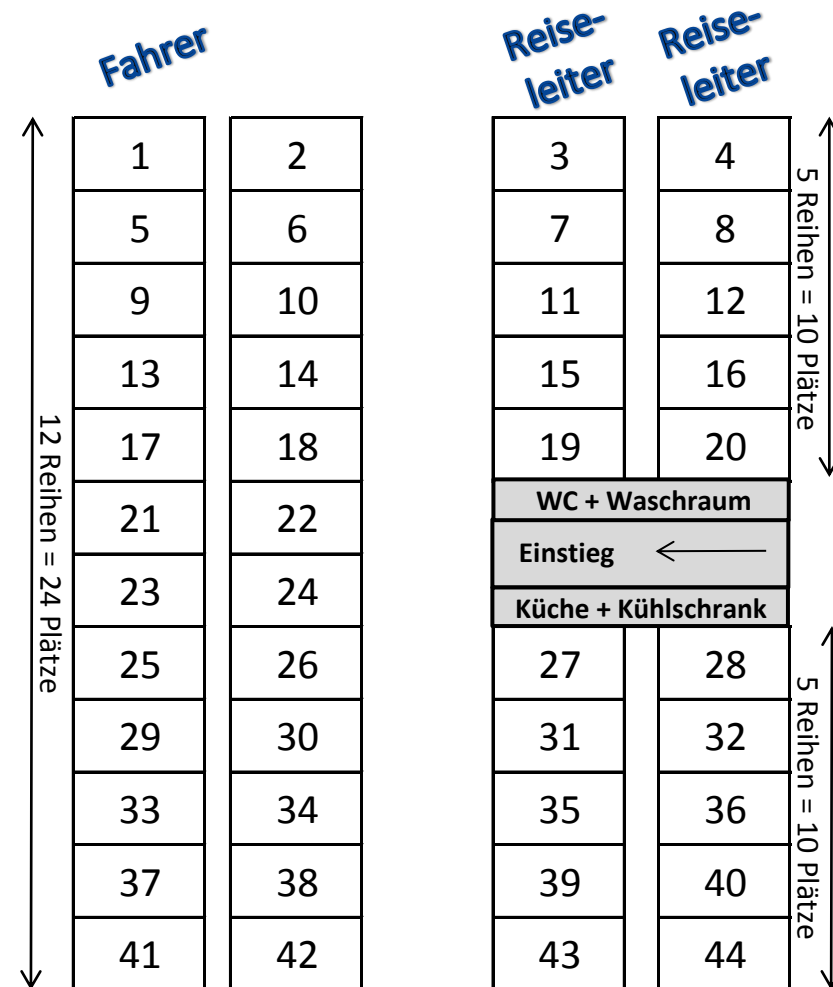 Fahrer
Reise-
leiter
Reise-
leiter
1 2 3 4
5 6 7 8
9 10 11 12
13 14 15 16
17 18 19 20
5 Reihen = 10 Plätze
WC + Waschraum
21 22
Einstieg
23 24
Küche + Kühlschrank
12 Reihen = 24 Plätze
25 26 27 28
29 30 31 32
33 34 35 36
37 38 39 40
41 42 43 44
5 Reihen = 10 Plätze